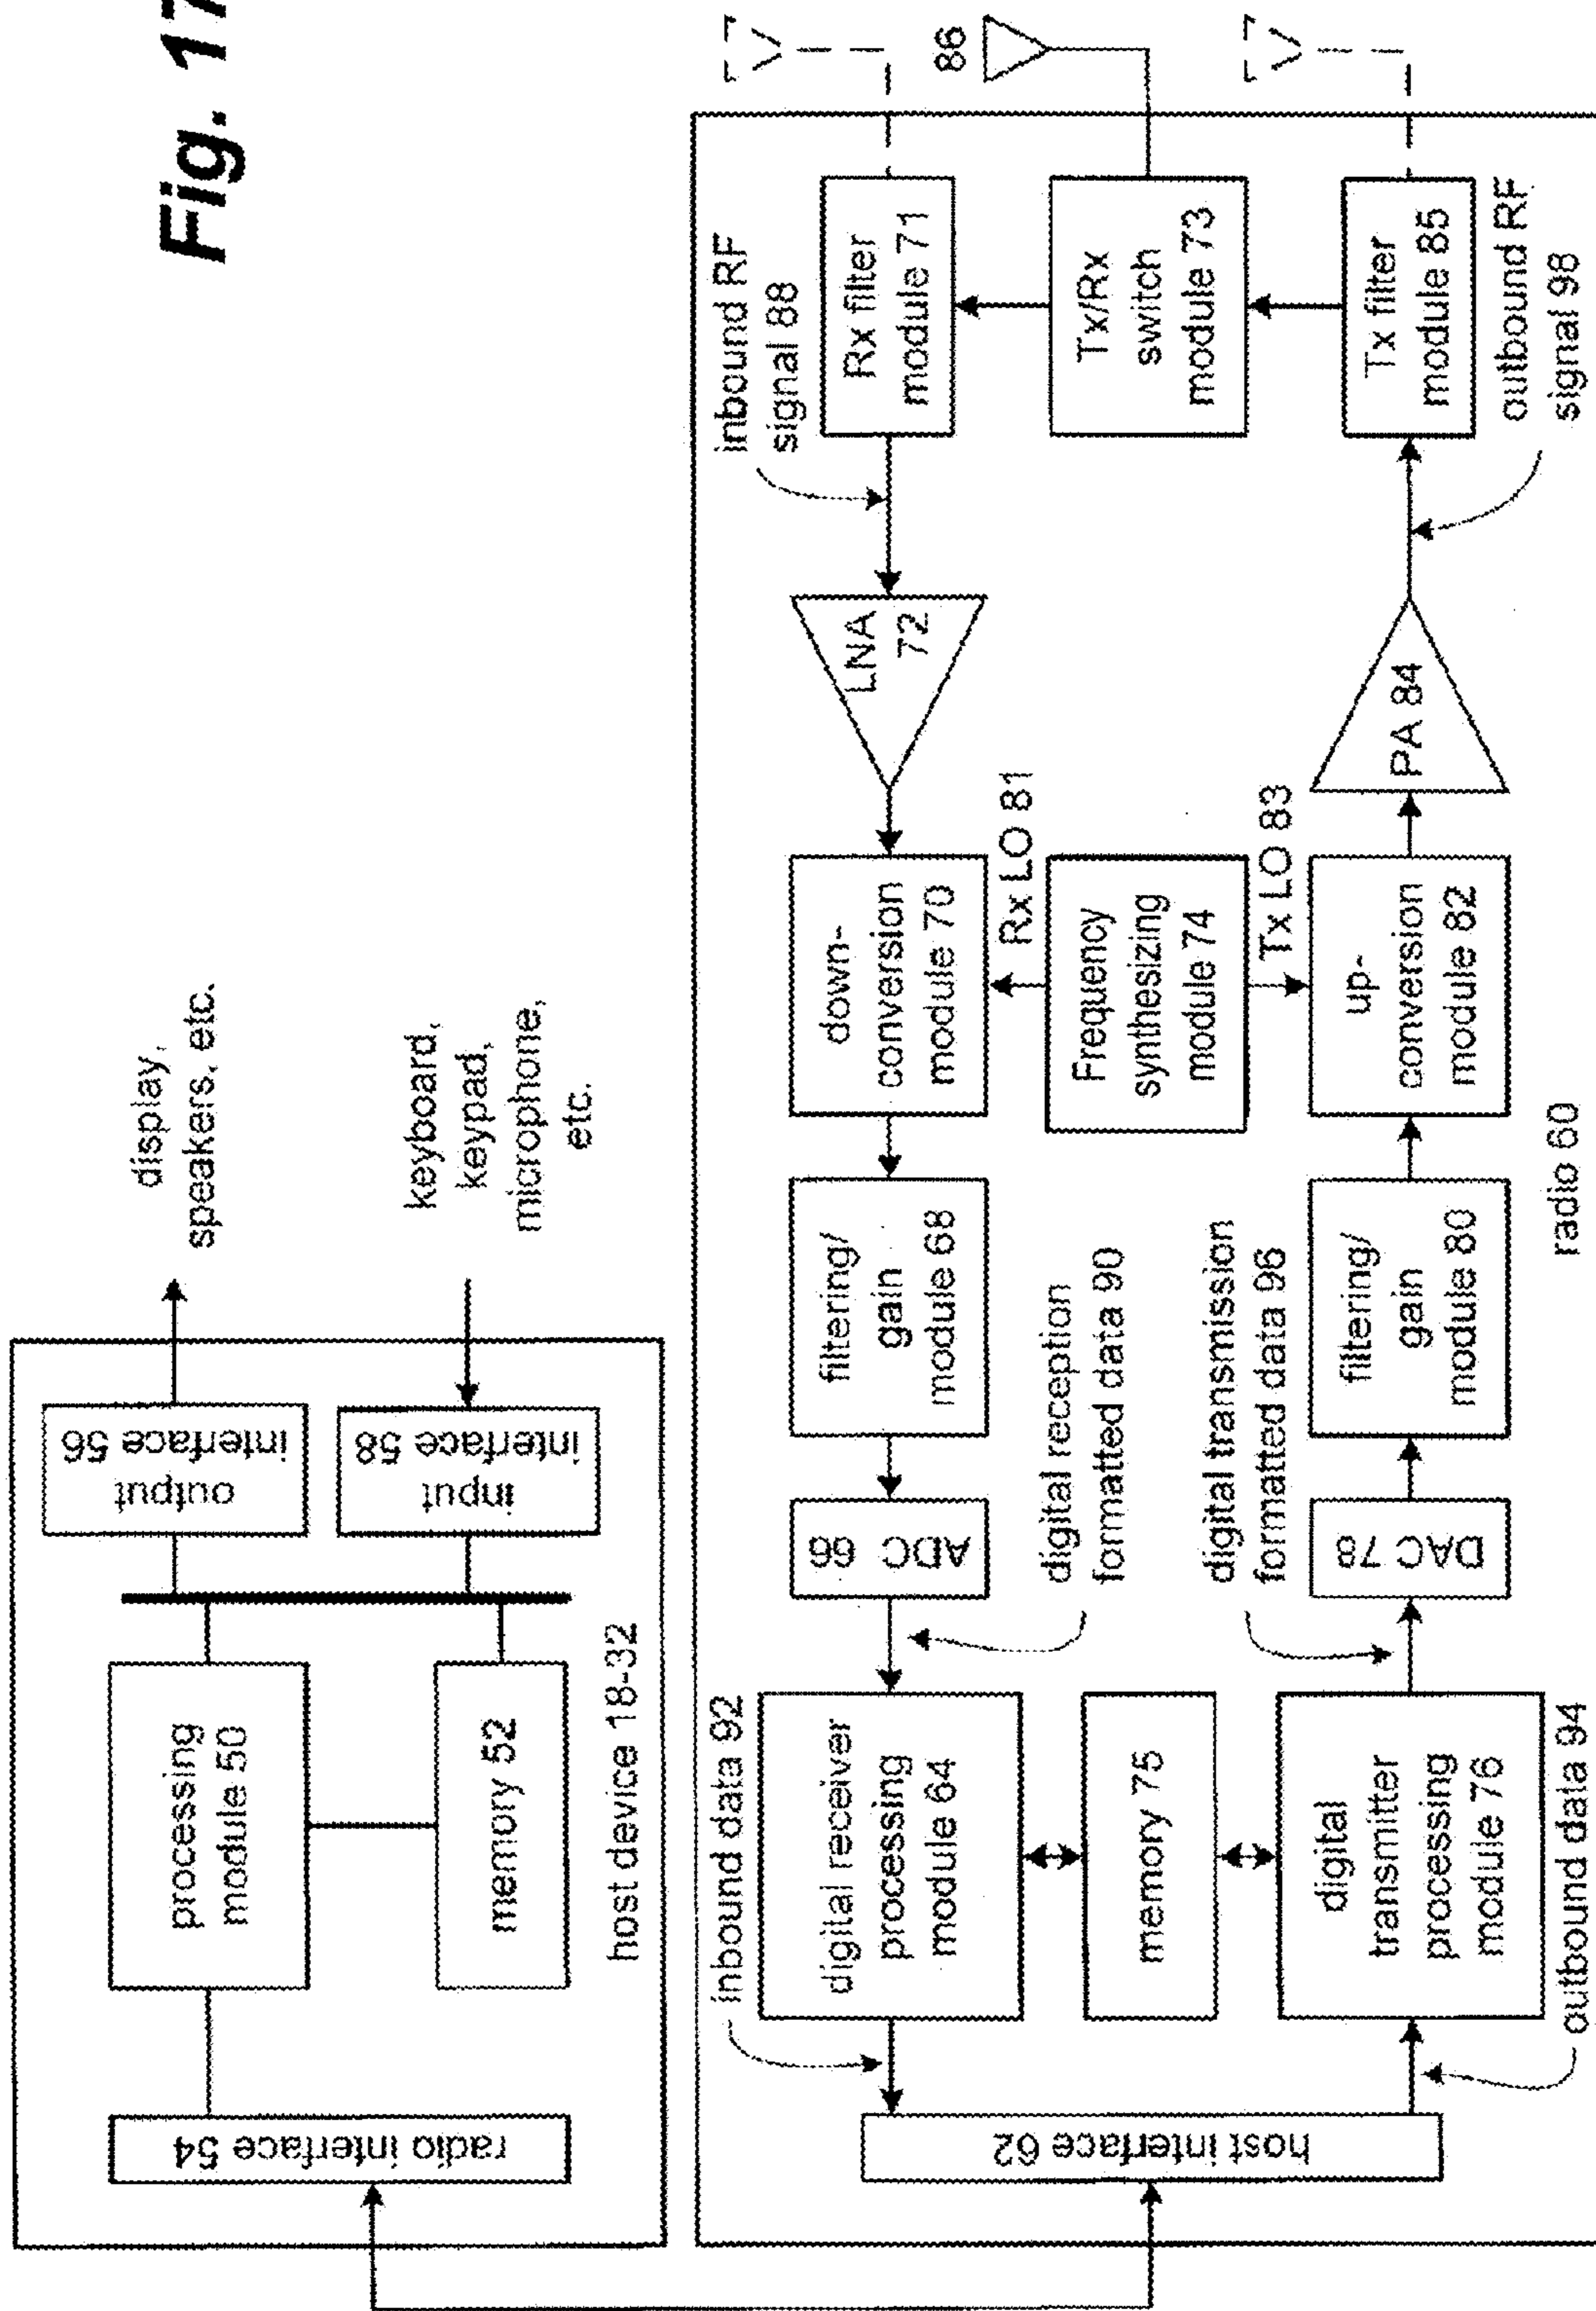 Fig. 17
display,
speakers, etc.
keyboard,
keypad,
microphone,
etc.
output
interface 56
input
interface 58
processing
module 50
memory 52
radio interface 54
host device 18-32
host interface 62
inbound data 92
digital receiver
processing
module 64
memory 75
digital
transmitter
processing
module 76
outbound data 94
ADC 66
digital reception
formatted data 90
digital transmission
formatted data 96
DAC 78
filtering/
gain
module 68
filtering/
gain
module 80
down-
conversion
module 70
Rx LO 81
Frequency
synthesizing
module 74
Tx LO 83
up-
conversion
module 82
radio 60
LNA
72
PA 84
inbound RF
signal 88
Rx filter
module 71
Tx/Rx
switch
module 73
Tx filter
module 85
outbound RF
signal 98
86